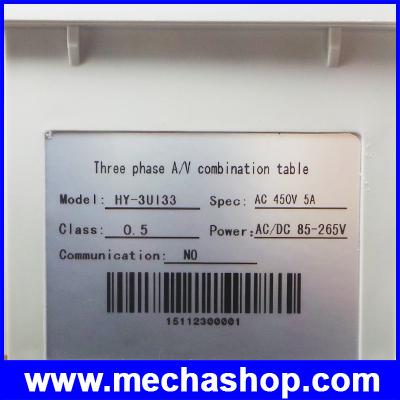 Three phase A/V combination table
Model: HY-3UI33 Spec: AC 450V 5A
Class: 0.5 Power: AC/DC 85-265V
Communication: NO
15112300001
www.mechashop.com